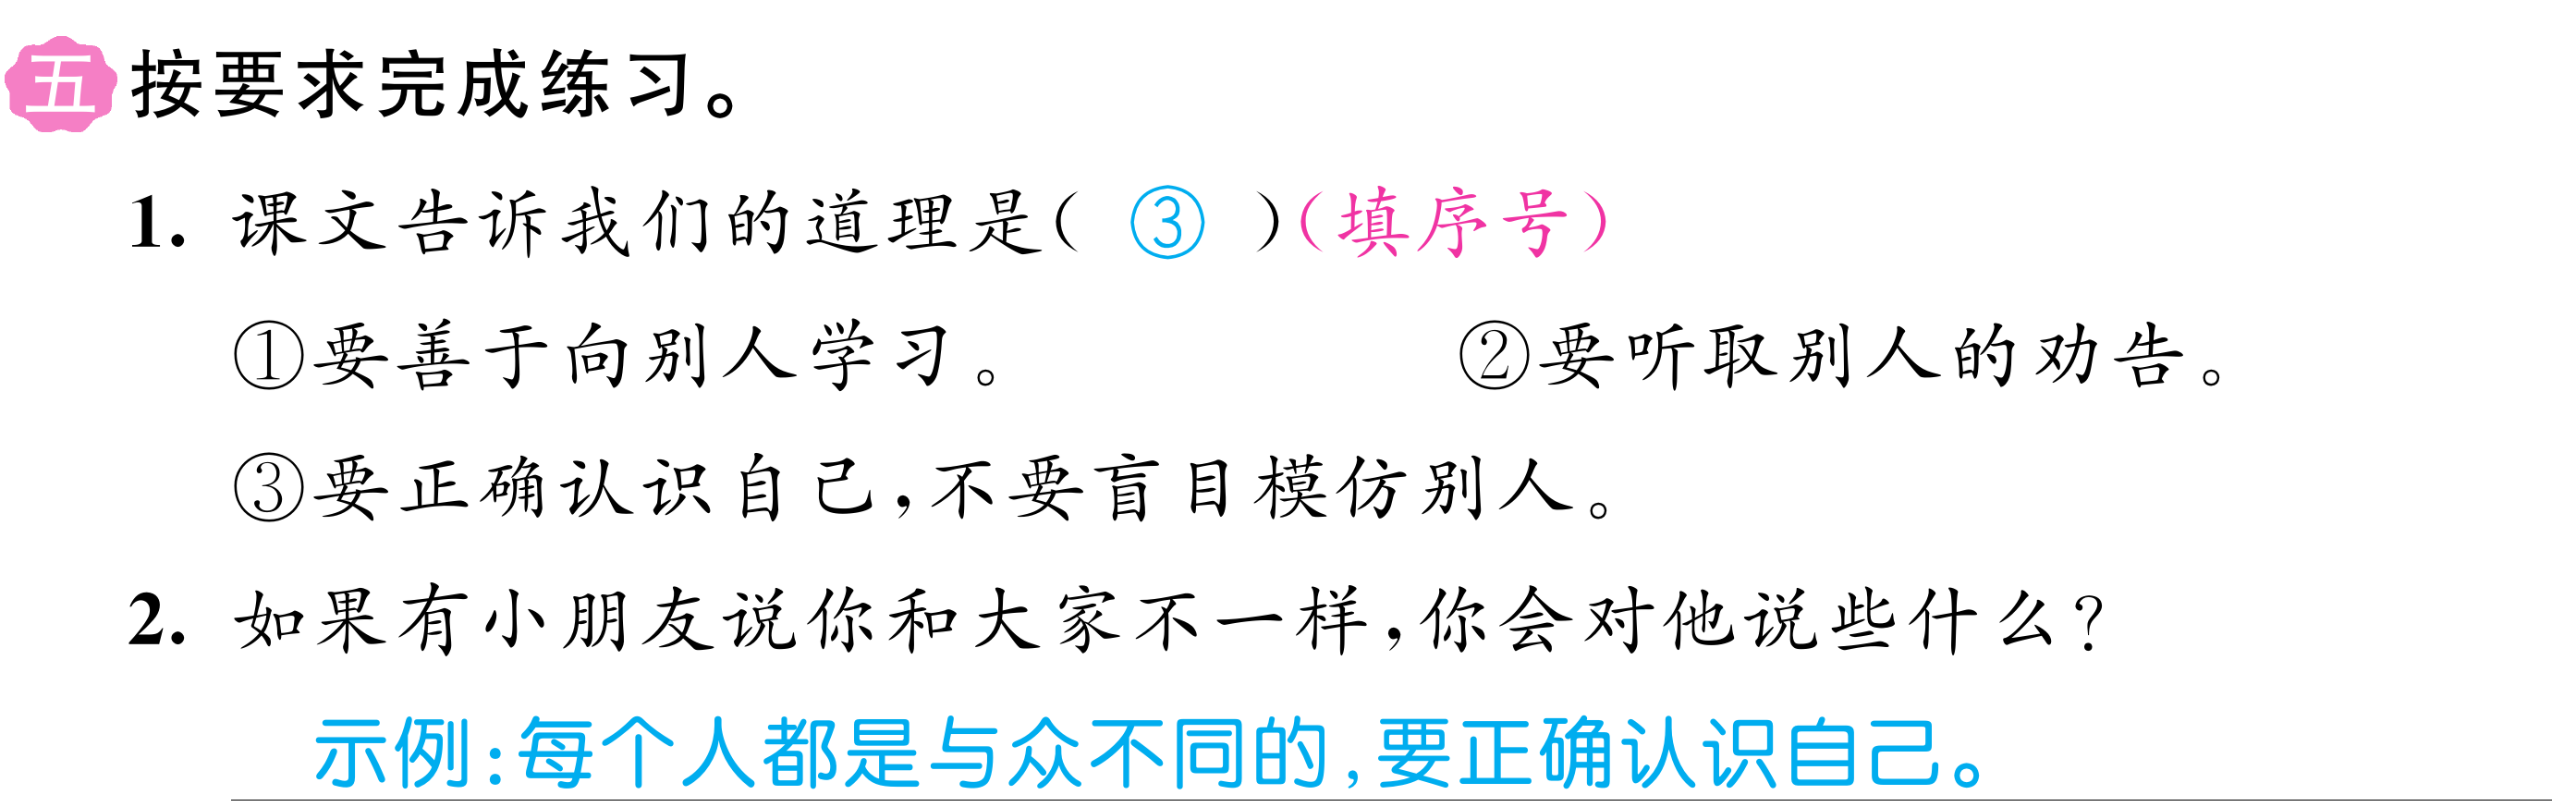 五 按要求完成练习。
1. 课文告诉我们的道理是( ③ )(填序号)
①要善于向别人学习。 ②要听取别人的劝告。
③要正确认识自己,不要盲目模仿别人。
2. 如果有小朋友说你和大家不一样,你会对他说些什么?
示例:每个人都是与众不同的,要正确认识自己。